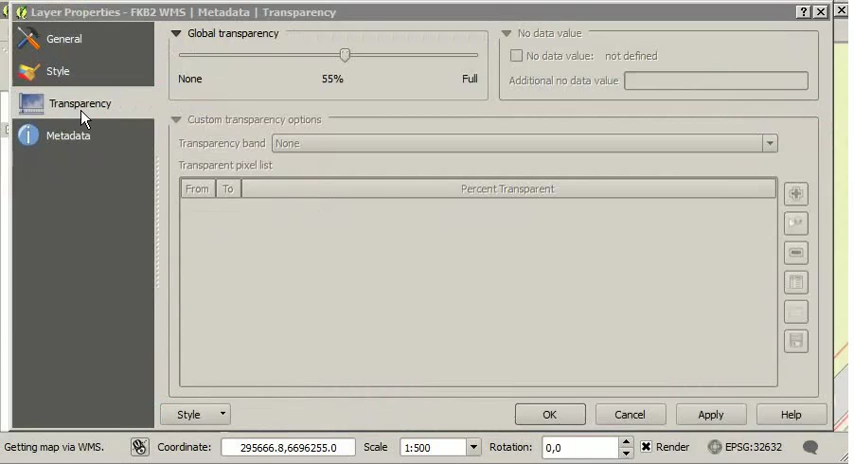 Layer Properties - FKB2 WMS | Metadata | Transparency
General
Style
Transparency
Metadata
Global transparency
None 55% Full
No data value
No data value: not defined
Additional no data value
Custom transparency options
Transparency band None
Transparent pixel list
From To Percent Transparent
Style OK Cancel Apply Help
Getting map via WMS. Coordinate: 295666.8,6696255.0 Scale 1:500 Rotation: 0,0 Render EPSG:32632